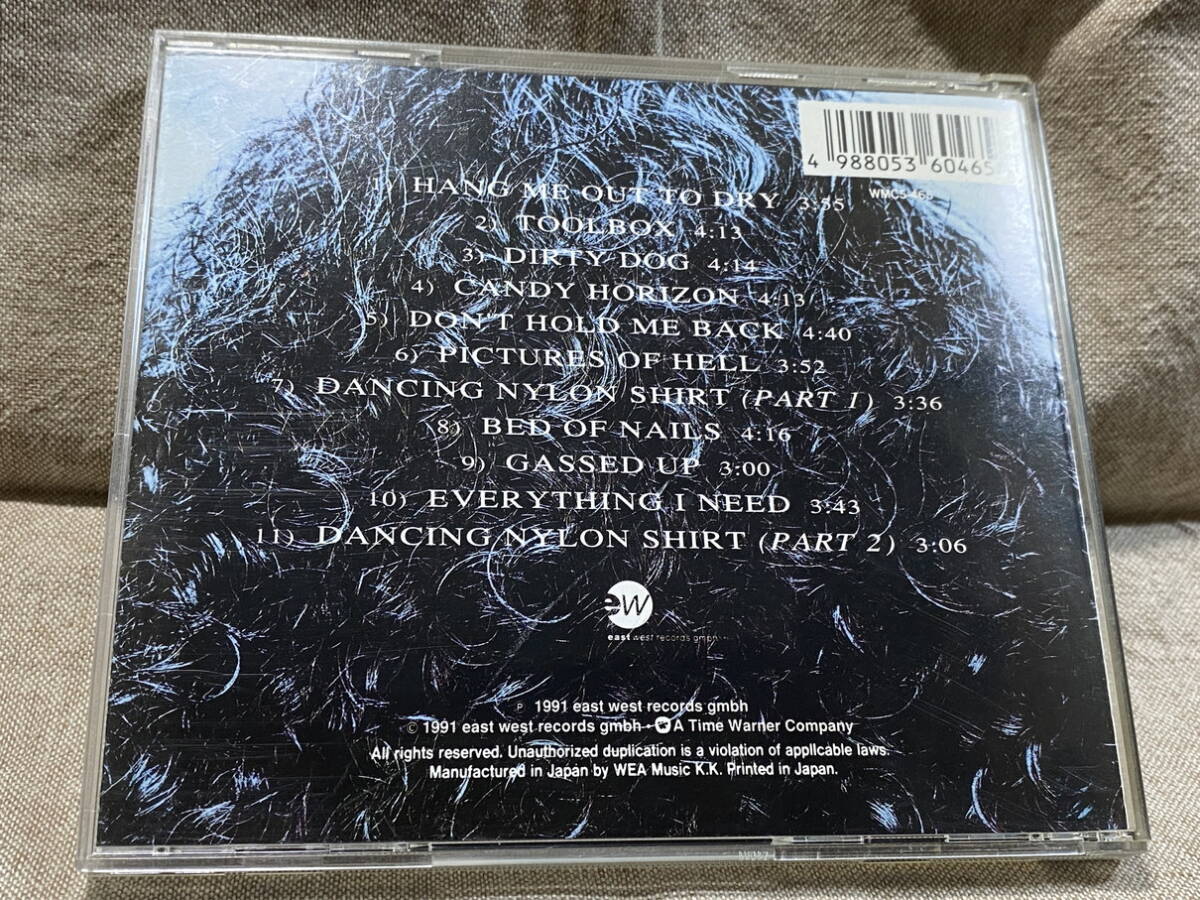 4 988053 60465
WMC5-465
1) HANG ME OUT TO DRY 3:55
2) TOOLBOX 4:13
3) DIRTY DOG 4:14
4) CANDY HORIZON 4:13
5) DON'T HOLD ME BACK 4:40
6) PICTURES OF HELL 3:52
7) DANCING NYLON SHIRT (PART 1) 3:36
8) BED OF NAILS 4:16
9) GASSED UP 3:00
10) EVERYTHING I NEED 3:43
11) DANCING NYLON SHIRT (PART 2) 3:06
ew
east west records gmbh
℗ 1991 east west records gmbh
© 1991 east west records gmbh · A Time Warner Company
All rights reserved. Unauthorized duplication is a violation of applicable laws.
Manufactured in Japan by WEA Music K.K. Printed in Japan.